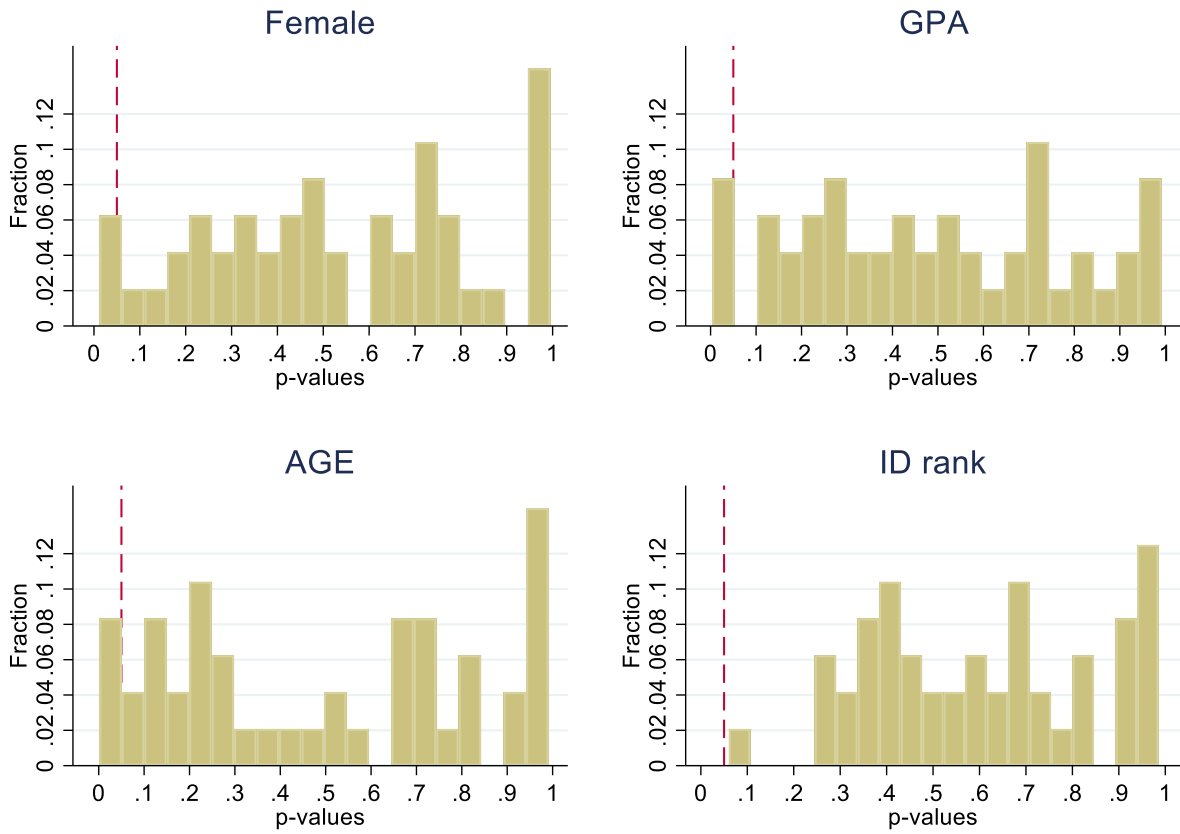 Female
Fraction
0 .02 .04 .06 .08 .1 .12
0 .1 .2 .3 .4 .5 .6 .7 .8 .9 1
p-values
GPA
Fraction
0 .02 .04 .06 .08 .1 .12
0 .1 .2 .3 .4 .5 .6 .7 .8 .9 1
p-values
AGE
Fraction
0 .02 .04 .06 .08 .1 .12
0 .1 .2 .3 .4 .5 .6 .7 .8 .9 1
p-values
ID rank
Fraction
0 .02 .04 .06 .08 .1 .12
0 .1 .2 .3 .4 .5 .6 .7 .8 .9 1
p-values